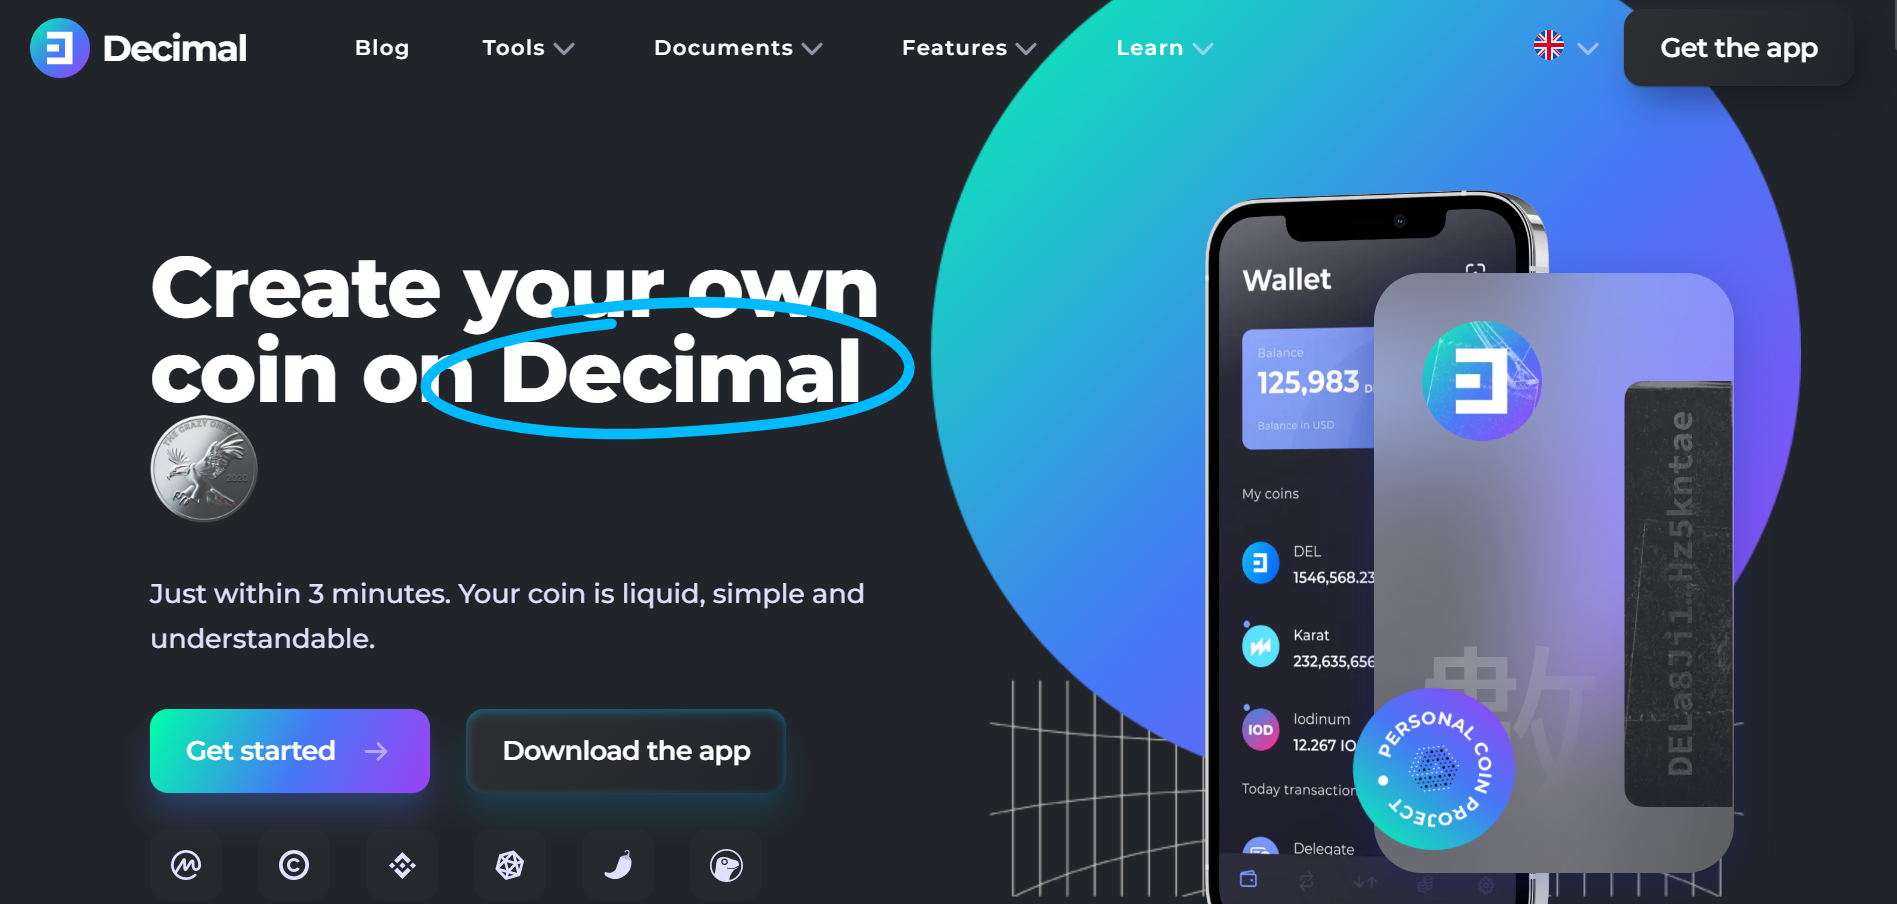 Decimal
Blog
Tools
Documents
Features
Learn
Get the app
Create your own
coin on Decimal
THE CRAZY ONES
2020
Just within 3 minutes. Your coin is liquid, simple and
understandable.
Get started
Download the app
Wallet
Balance
125,983
Balance in USD
My coins
DEL
1546,568.23
Karat
232,635,656
IOD
Iodinum
12.267 IO
Today transaction
Delegate
數
DELa8Ji1…Hz5kntae
PERSONAL COIN PROJECT